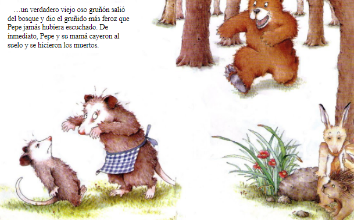 ...un verdadero viejo oso gruñón salió
del bosque y dio el gruñido más feroz que
Pepe jamás hubiera escuchado. De
inmediato, Pepe y su mamá cayeron al
suelo y se hicieron los muertos.